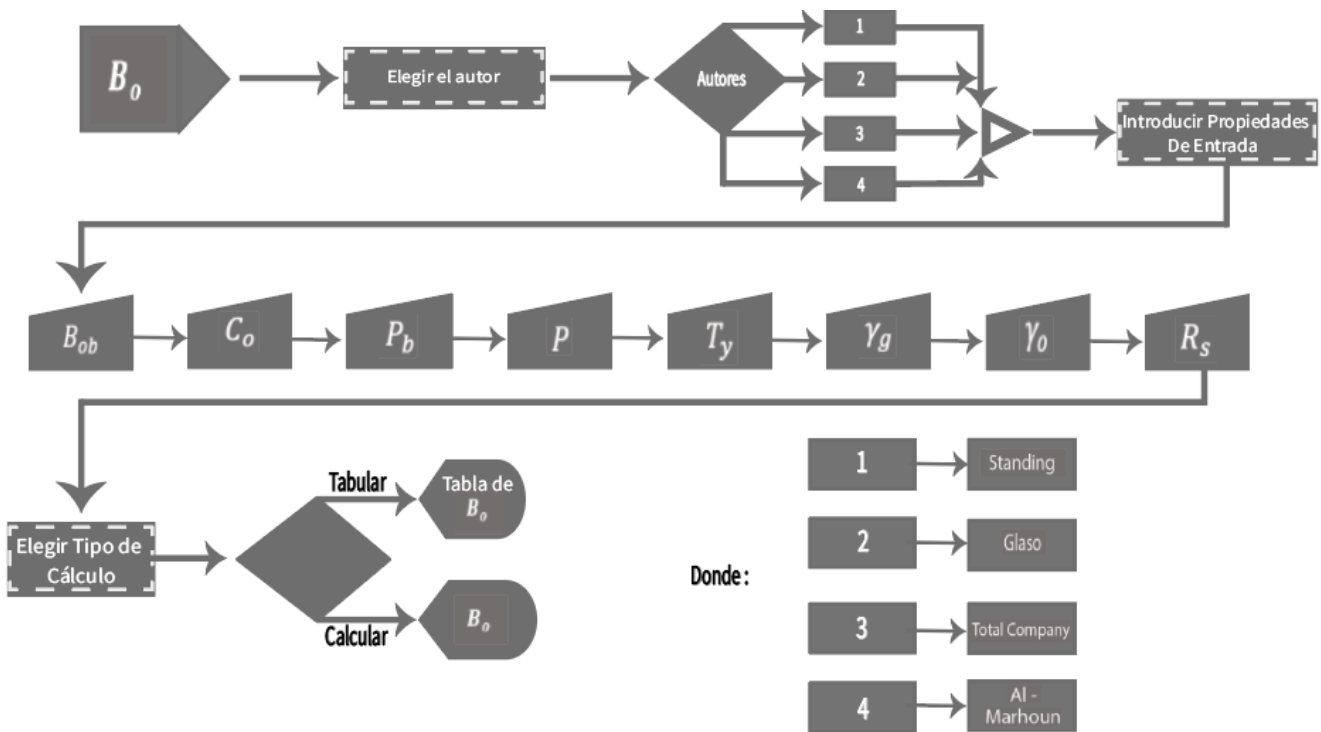 B_o
Elegir el autor
Autores
1
2
3
4
Introducir Propiedades
De Entrada
B_ob
C_o
P_b
P
T_y
γ_g
γ_0
R_s
Elegir Tipo de
Cálculo
Tabular
Tabla de
B_o
Calcular
B_o
Donde:
1
Standing
2
Glaso
3
Total Company
4
Al -
Marhoun